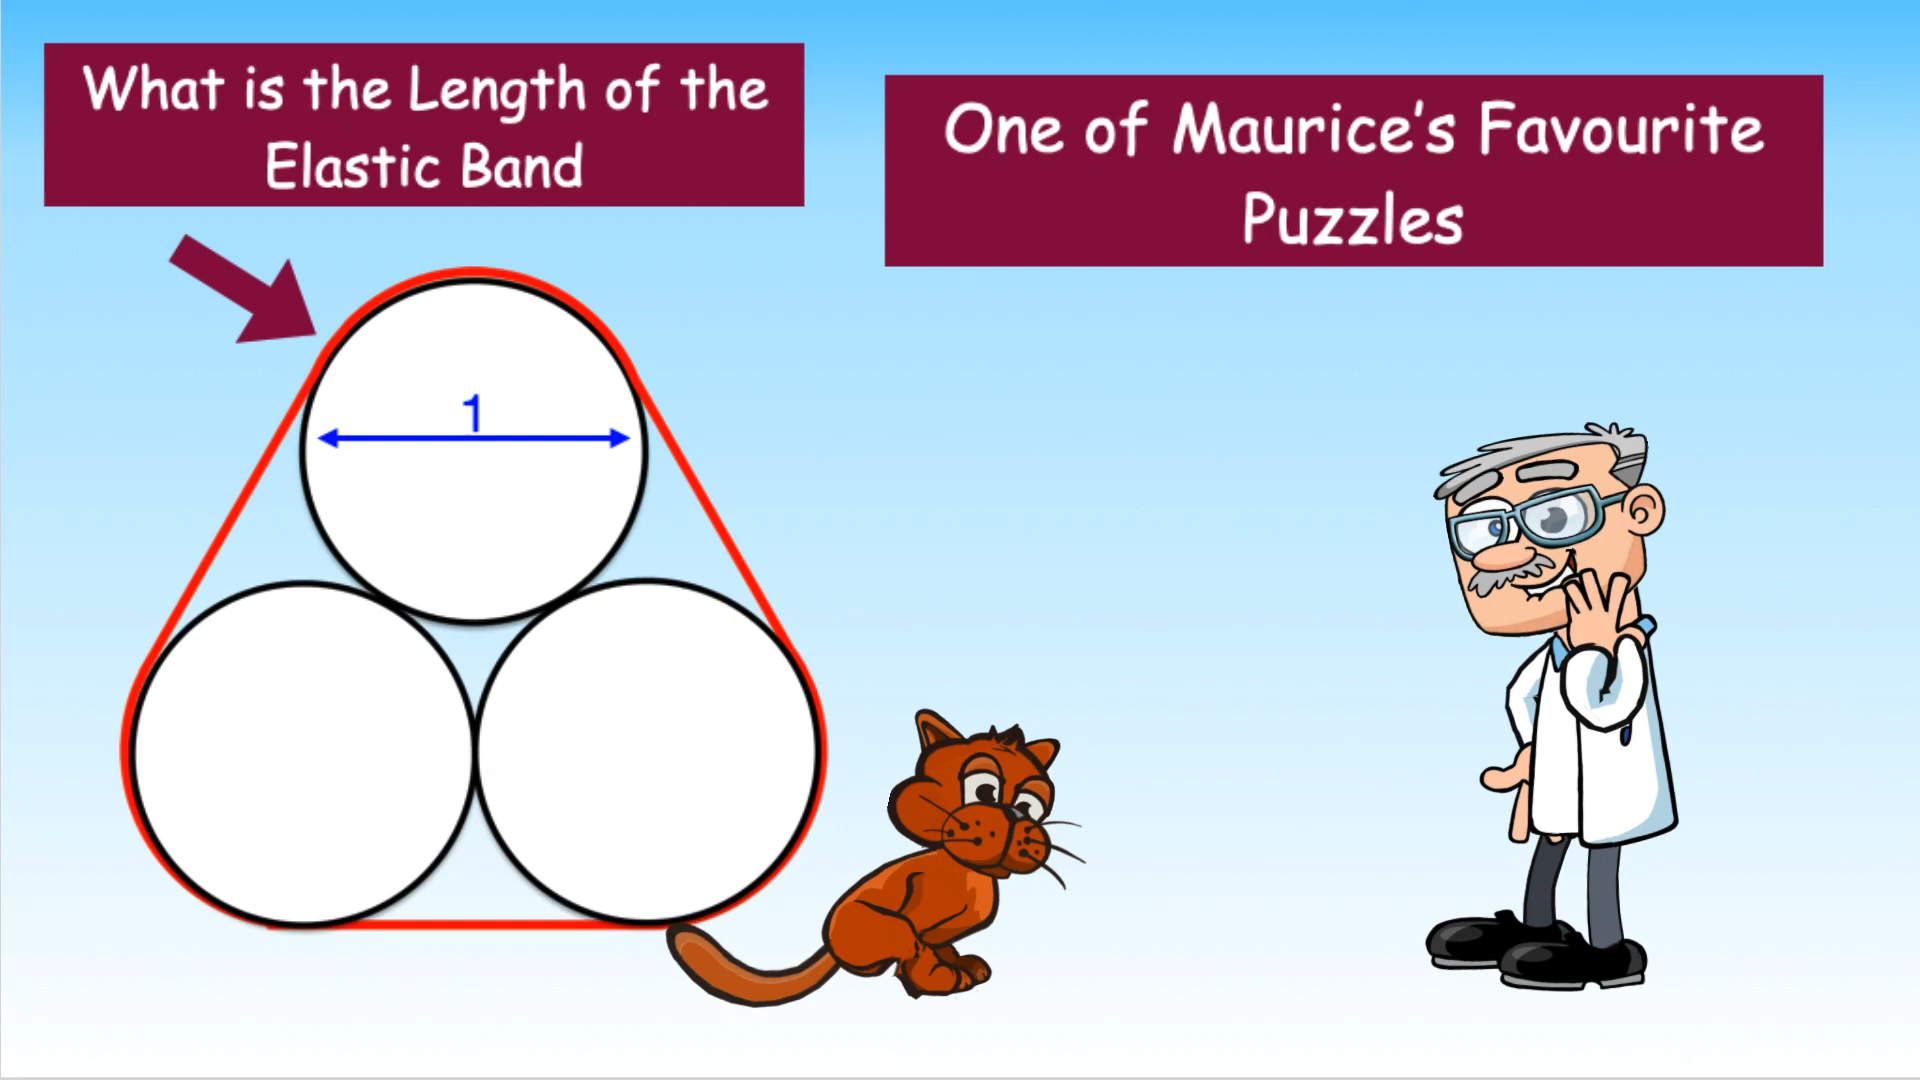 What is the Length of the
Elastic Band
One of Maurice's Favourite
Puzzles
1